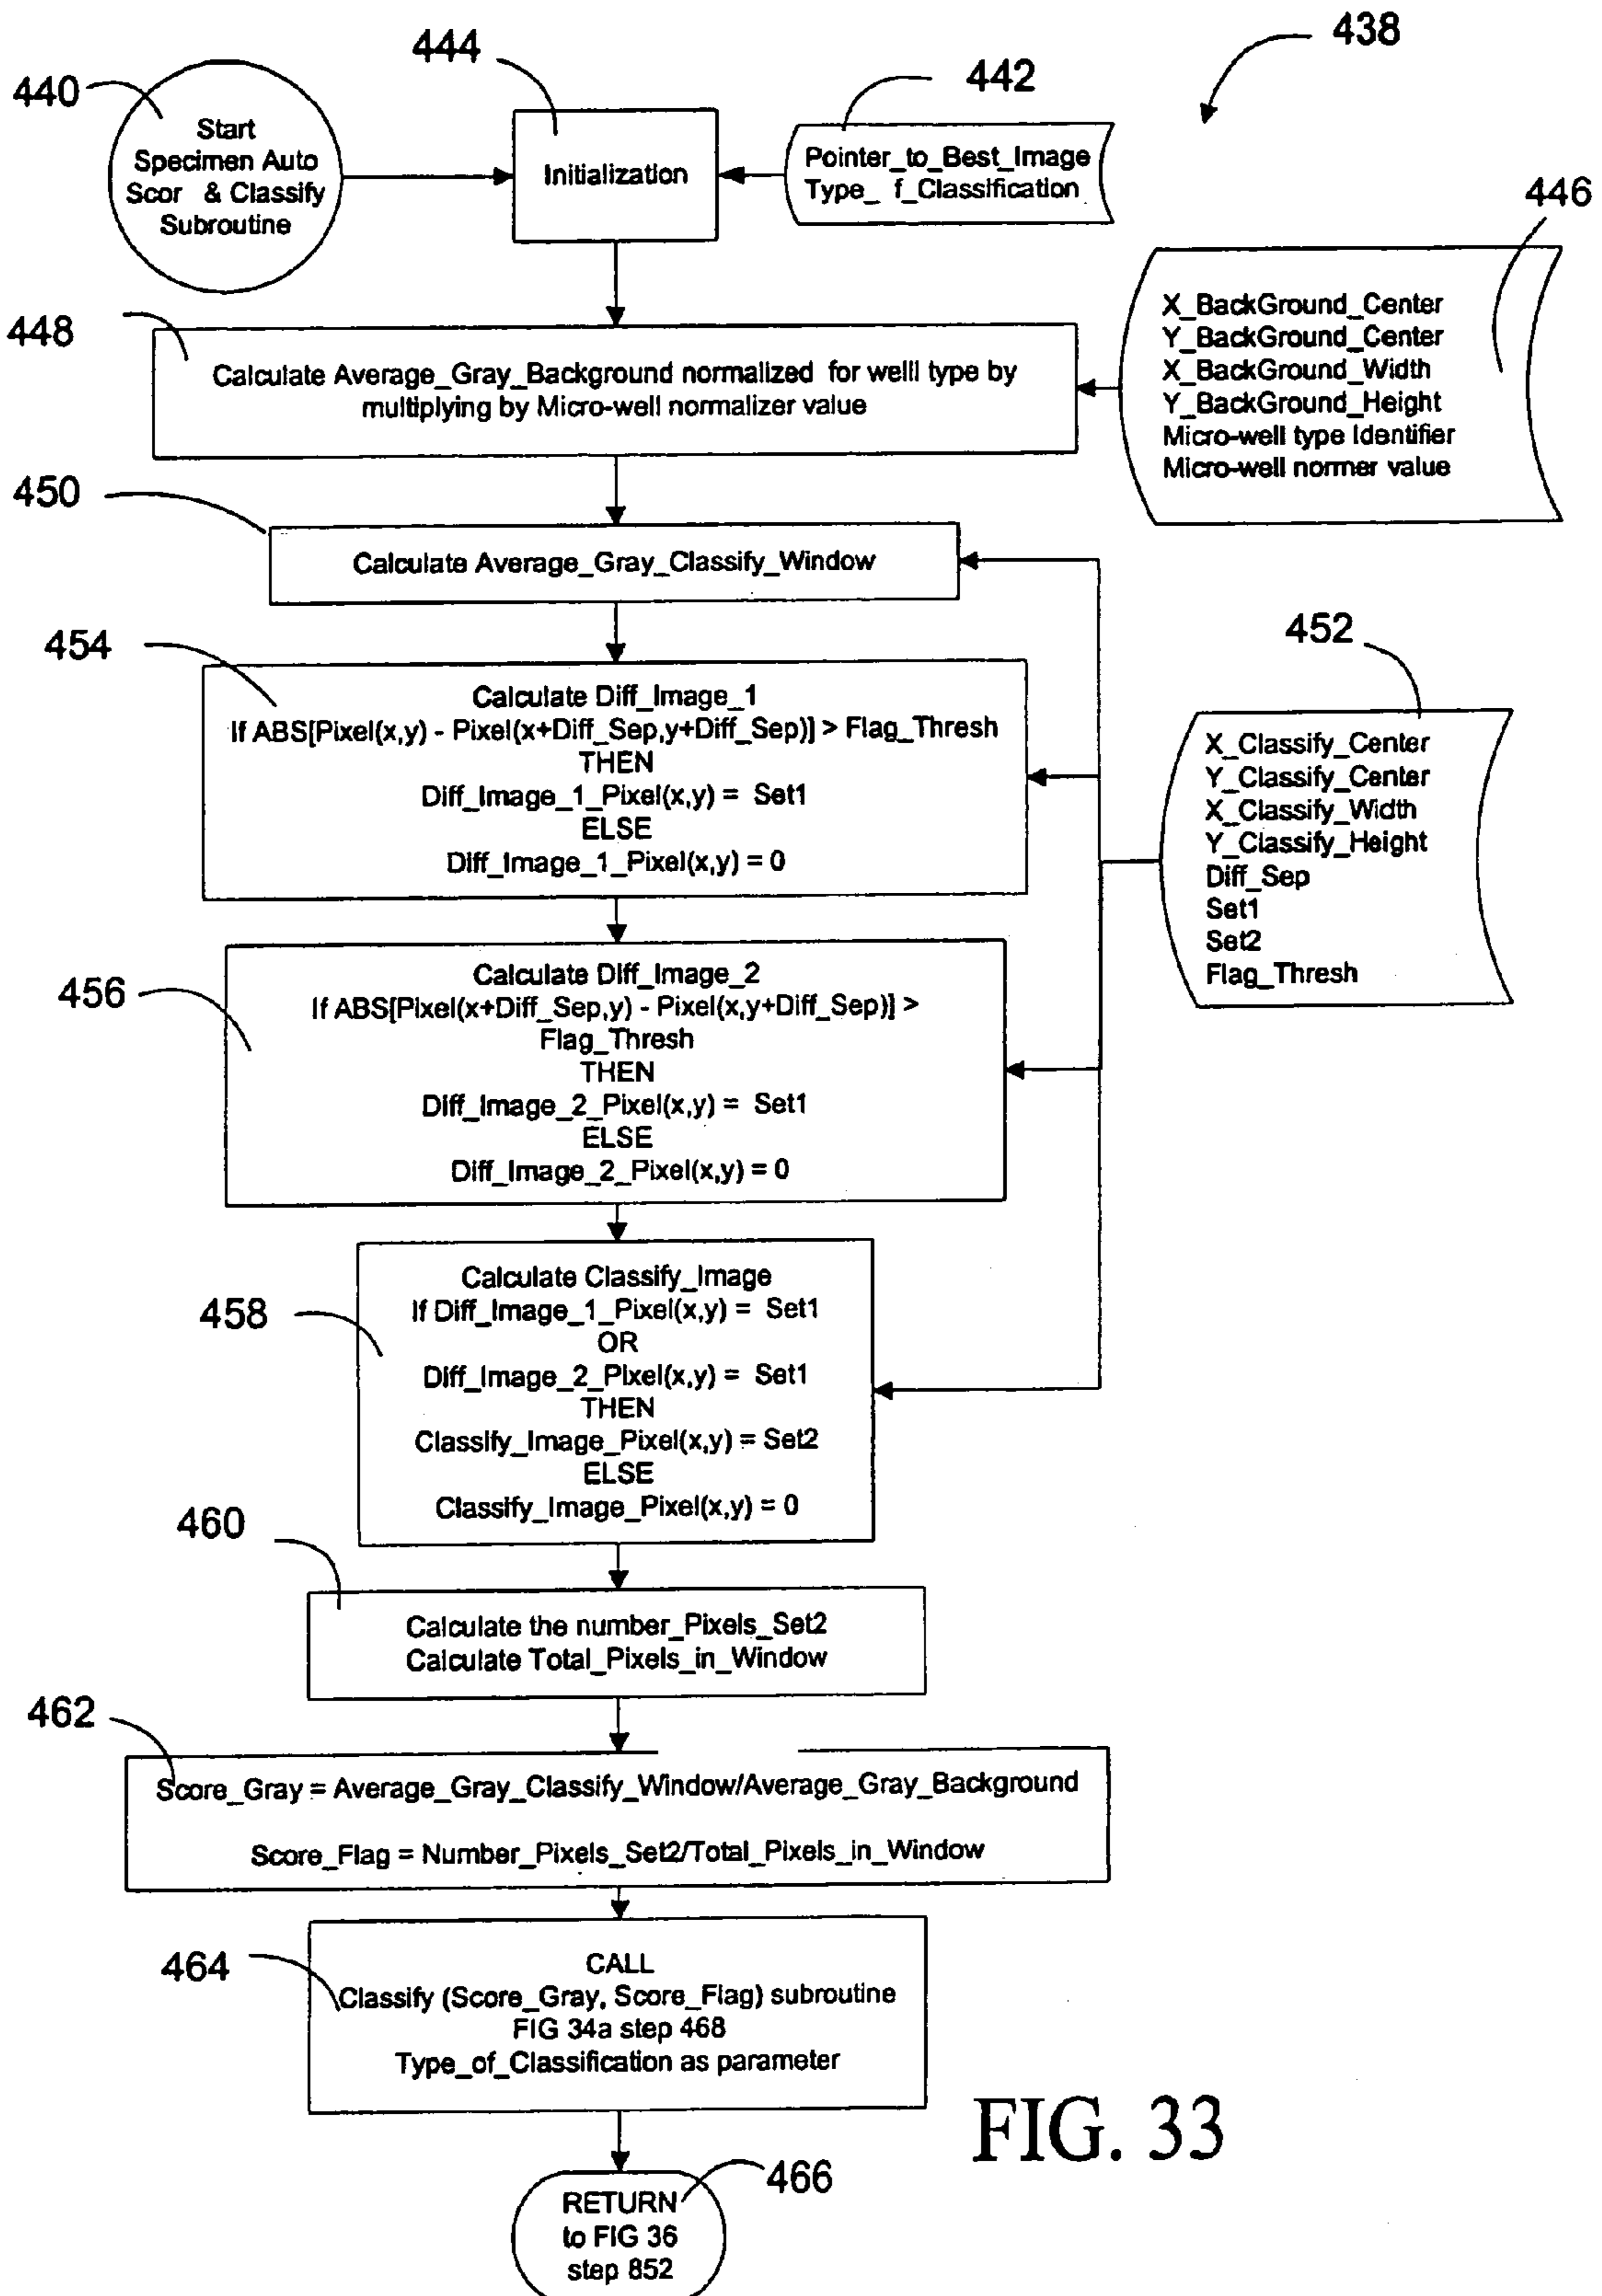 438
444
440
442
Start
Specimen Auto
Scor & Classify
Subroutine
Initialization
Pointer_to_Best_Image
Type_ f_Classification
446
X_BackGround_Center
Y_BackGround_Center
X_BackGround_Width
Y_BackGround_Height
Micro-well type Identifier
Micro-well normer value
448
Calculate Average_Gray_Background normalized for welll type by
multiplying by Micro-well normalizer value
450
Calculate Average_Gray_Classify_Window
454
Calculate Diff_Image_1
If ABS[Pixel(x,y) - Pixel(x+Diff_Sep,y+Diff_Sep)] > Flag_Thresh
THEN
Diff_Image_1_Pixel(x,y) = Set1
ELSE
Diff_Image_1_Pixel(x,y) = 0
452
X_Classify_Center
Y_Classify_Center
X_Classify_Width
Y_Classify_Height
Diff_Sep
Set1
Set2
Flag_Thresh
456
Calculate Diff_Image_2
If ABS[Pixel(x+Diff_Sep,y) - Pixel(x,y+Diff_Sep)] >
Flag_Thresh
THEN
Diff_Image_2_Pixel(x,y) = Set1
ELSE
Diff_Image_2_Pixel(x,y) = 0
458
Calculate Classify_Image
If Diff_Image_1_Pixel(x,y) = Set1
OR
Diff_Image_2_Pixel(x,y) = Set1
THEN
Classify_Image_Pixel(x,y) = Set2
ELSE
Classify_Image_Pixel(x,y) = 0
460
Calculate the number_Pixels_Set2
Calculate Total_Pixels_in_Window
462
Score_Gray = Average_Gray_Classify_Window/Average_Gray_Background
Score_Flag = Number_Pixels_Set2/Total_Pixels_in_Window
464
CALL
Classify (Score_Gray, Score_Flag) subroutine
FIG 34a step 468
Type_of_Classification as parameter
466
RETURN
to FIG 36
step 852
FIG. 33